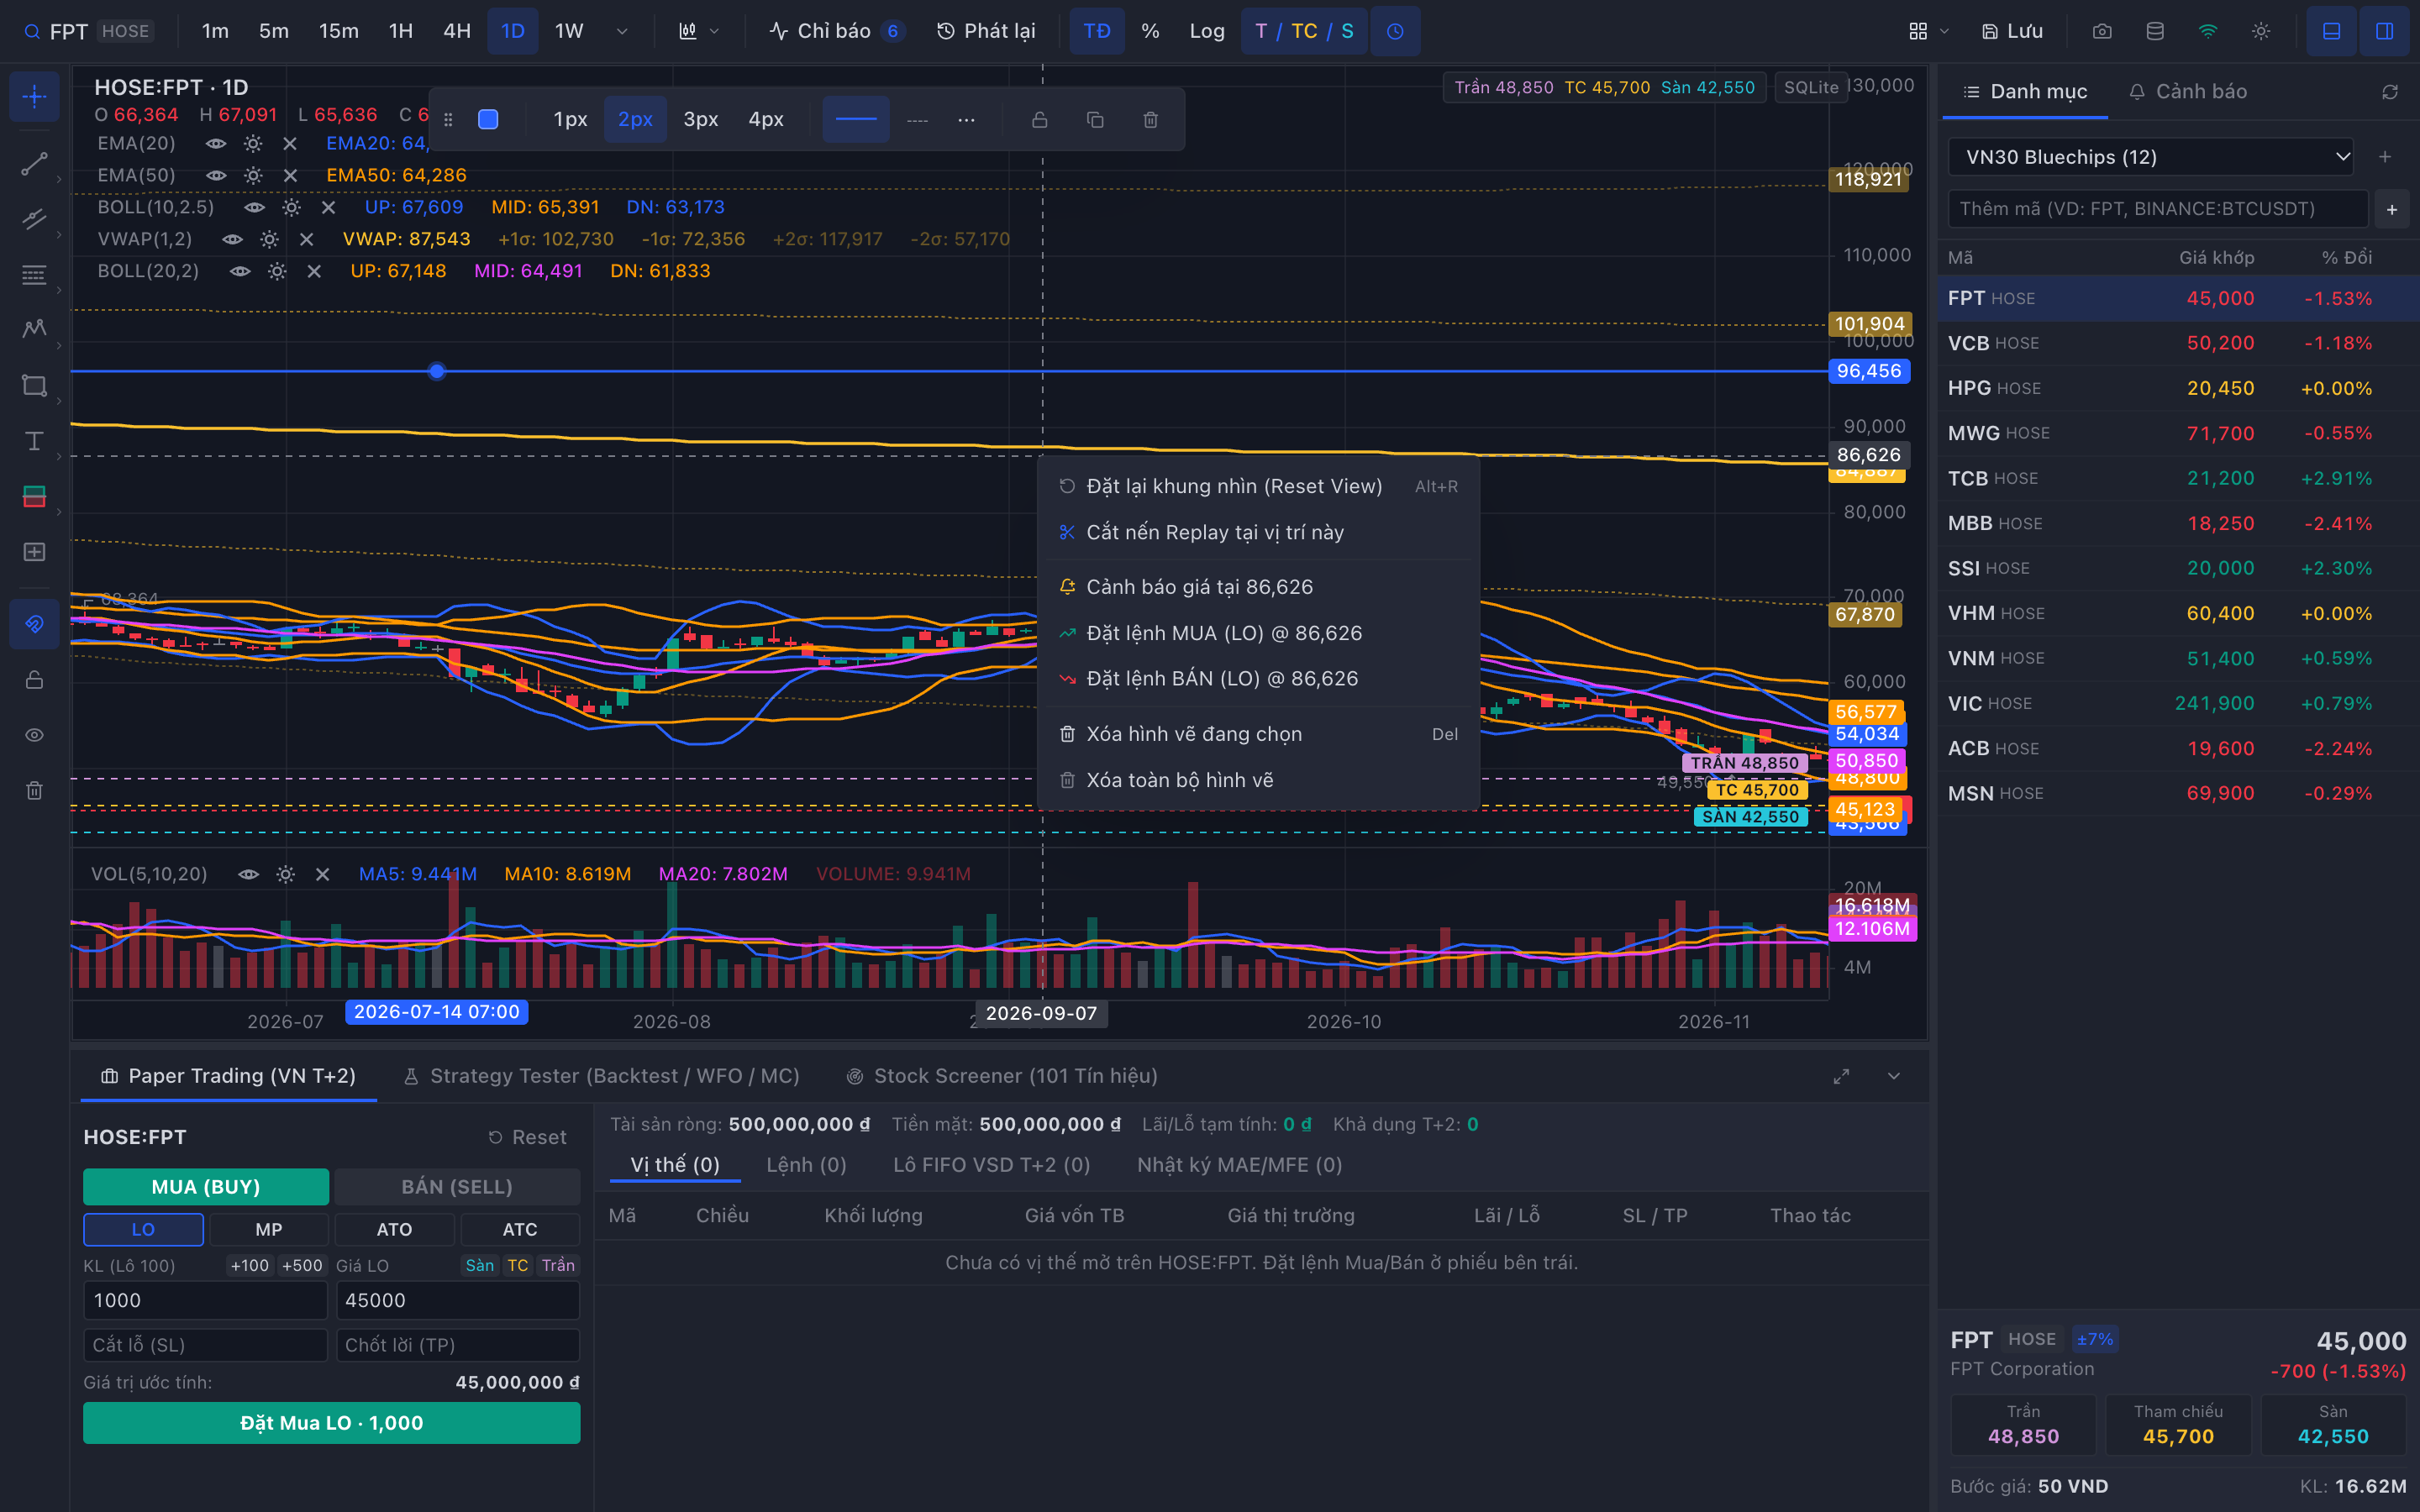 FPT HOSE 1m 5m 15m 1H 4H 1D 1W Chỉ báo 6 Phát lại TĐ % Log T / TC / S Lưu
HOSE:FPT · 1D
O 66,364 H 67,091 L 65,636 C 6
1px 2px 3px 4px
Trần 48,850 TC 45,700 Sàn 42,550 SQLite
EMA(20) EMA20: 64,
EMA(50) EMA50: 64,286
BOLL(10,2.5) UP: 67,609 MID: 65,391 DN: 63,173
VWAP(1,2) VWAP: 87,543 +1σ: 102,730 -1σ: 72,356 +2σ: 117,917 -2σ: 57,170
BOLL(20,2) UP: 67,148 MID: 64,491 DN: 61,833
130,000
120,000
118,921
110,000
101,904
100,000
96,456
90,000
86,626
84,887
80,000
70,000
67,870
60,000
56,577
54,034
50,850
48,800
45,123
43,566
68,364
49,550
TRẦN 48,850
TC 45,700
SÀN 42,550
Đặt lại khung nhìn (Reset View) Alt+R
Cắt nến Replay tại vị trí này
Cảnh báo giá tại 86,626
Đặt lệnh MUA (LO) @ 86,626
Đặt lệnh BÁN (LO) @ 86,626
Xóa hình vẽ đang chọn Del
Xóa toàn bộ hình vẽ
VOL(5,10,20) MA5: 9.441M MA10: 8.619M MA20: 7.802M VOLUME: 9.941M
20M
16.618M
12.106M
4M
2026-07 2026-07-14 07:00 2026-08 2026-09-07 2026-10 2026-11
Paper Trading (VN T+2) Strategy Tester (Backtest / WFO / MC) Stock Screener (101 Tín hiệu)
HOSE:FPT Reset
MUA (BUY) BÁN (SELL)
LO MP ATO ATC
KL (Lô 100) +100 +500 Giá LO Sàn TC Trần
1000 45000
Cắt lỗ (SL) Chốt lời (TP)
Giá trị ước tính: 45,000,000 ₫
Đặt Mua LO · 1,000
Tài sản ròng: 500,000,000 ₫ Tiền mặt: 500,000,000 ₫ Lãi/Lỗ tạm tính: 0 ₫ Khả dụng T+2: 0
Vị thế (0) Lệnh (0) Lô FIFO VSD T+2 (0) Nhật ký MAE/MFE (0)
Mã Chiều Khối lượng Giá vốn TB Giá thị trường Lãi / Lỗ SL / TP Thao tác
Chưa có vị thế mở trên HOSE:FPT. Đặt lệnh Mua/Bán ở phiếu bên trái.
Danh mục Cảnh báo
VN30 Bluechips (12)
Thêm mã (VD: FPT, BINANCE:BTCUSDT) +
Mã Giá khớp % Đổi
FPT HOSE 45,000 -1.53%
VCB HOSE 50,200 -1.18%
HPG HOSE 20,450 +0.00%
MWG HOSE 71,700 -0.55%
TCB HOSE 21,200 +2.91%
MBB HOSE 18,250 -2.41%
SSI HOSE 20,000 +2.30%
VHM HOSE 60,400 +0.00%
VNM HOSE 51,400 +0.59%
VIC HOSE 241,900 +0.79%
ACB HOSE 19,600 -2.24%
MSN HOSE 69,900 -0.29%
FPT HOSE ±7% 45,000
FPT Corporation -700 (-1.53%)
Trần Tham chiếu Sàn
48,850 45,700 42,550
Bước giá: 50 VND KL: 16.62M